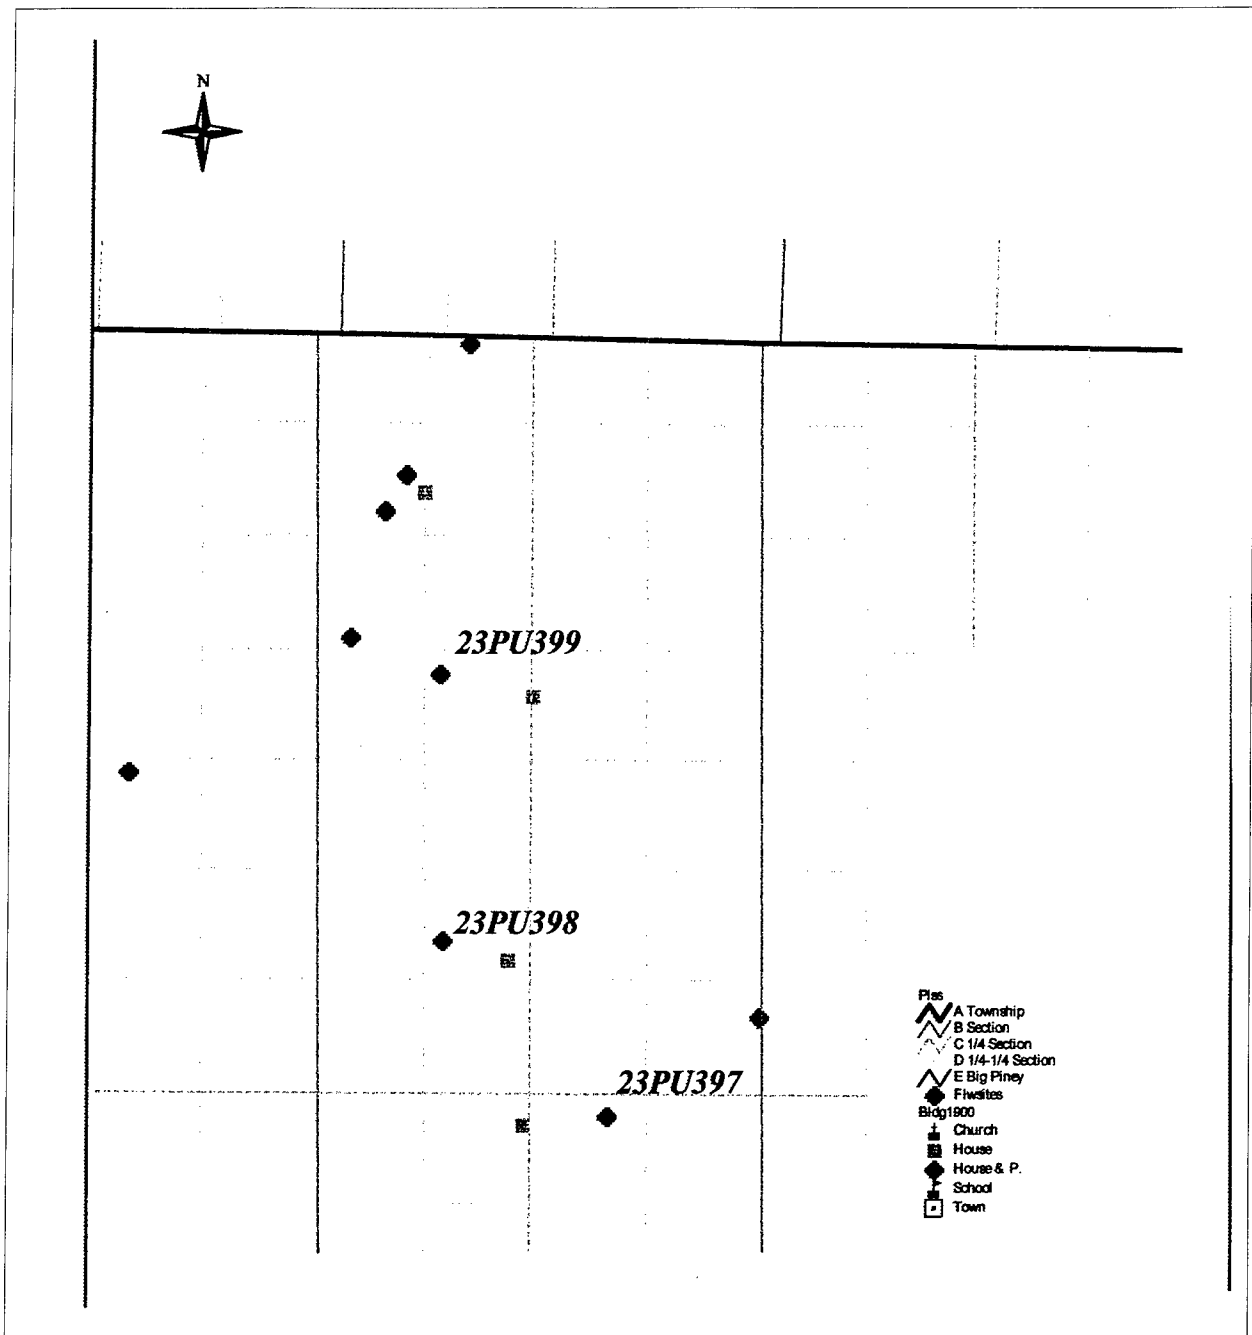 N
23PU399
23PU398
23PU397
Plss
A Township
B Section
C 1/4 Section
D 1/4-1/4 Section
E Big Piney
Flwsites
Bldg1900
Church
House
House & P.
School
Town